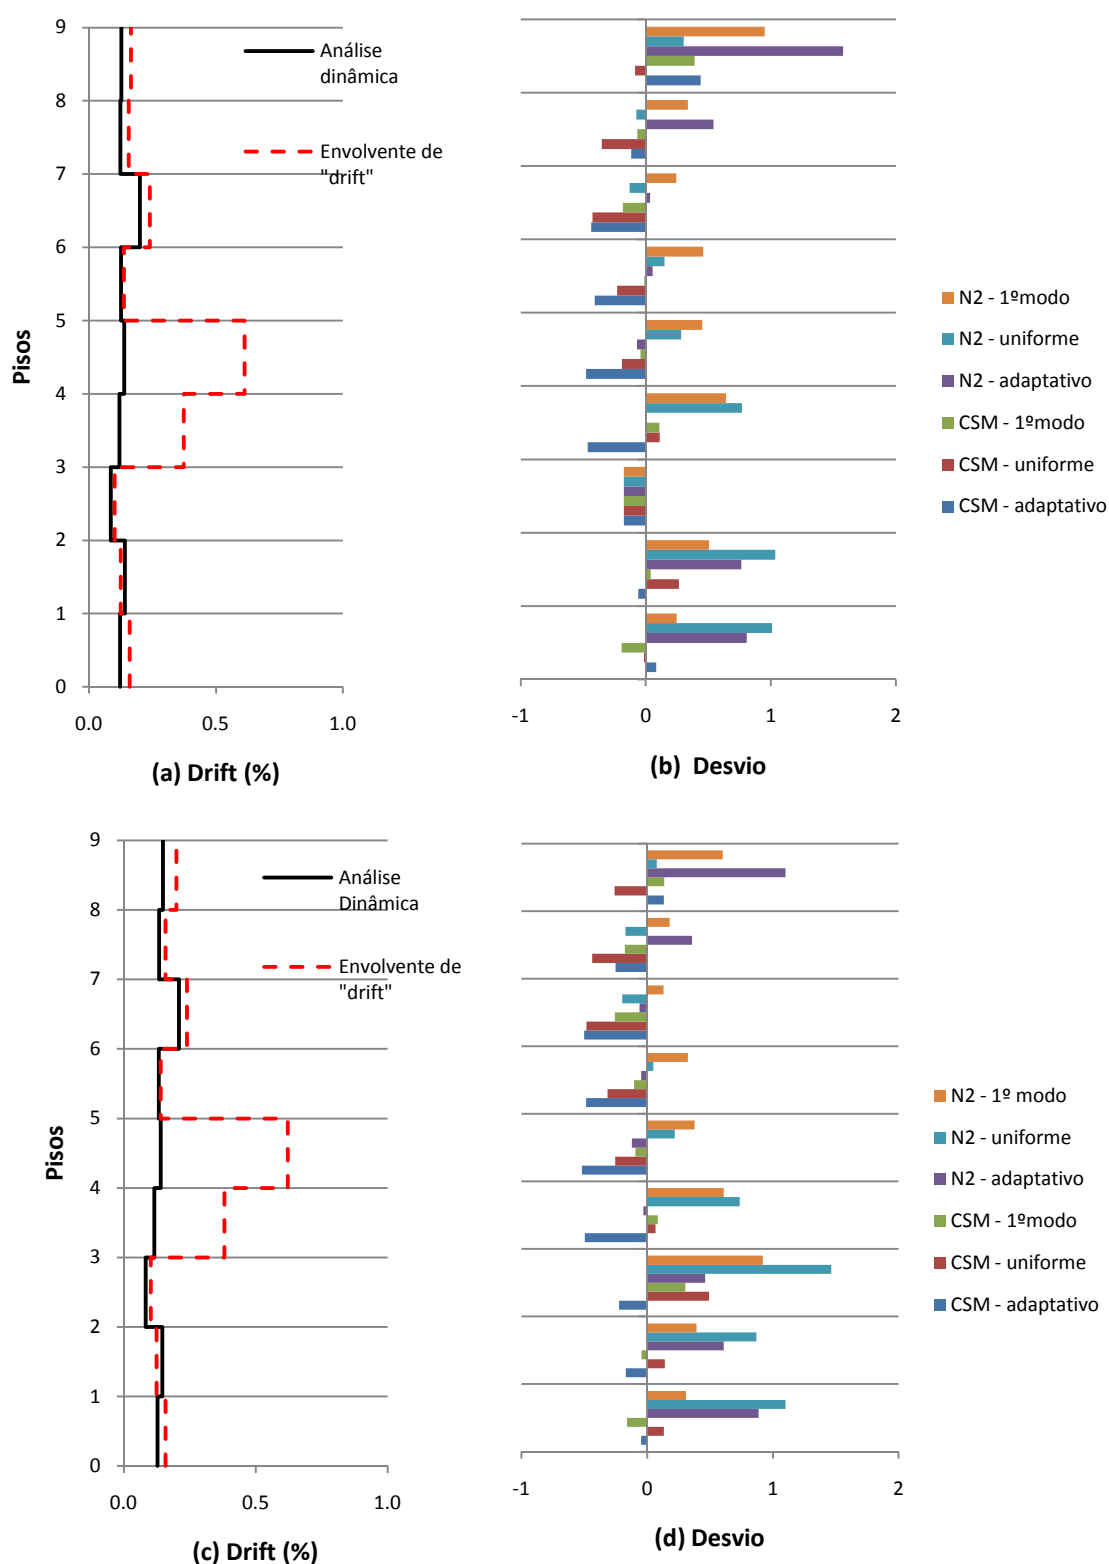 9
8
7
6
5
4
3
2
1
0
Pisos
Análise
dinâmica
Envolvente de
"drift"
0.0
0.5
1.0
(a) Drift (%)
-1
0
1
2
(b) Desvio
N2 - 1ºmodo
N2 - uniforme
N2 - adaptativo
CSM - 1ºmodo
CSM - uniforme
CSM - adaptativo
9
8
7
6
5
4
3
2
1
0
Pisos
Análise
Dinâmica
Envolvente de
"drift"
0.0
0.5
1.0
(c) Drift (%)
-1
0
1
2
(d) Desvio
N2 - 1º modo
N2 - uniforme
N2 - adaptativo
CSM - 1ºmodo
CSM - uniforme
CSM - adaptativo